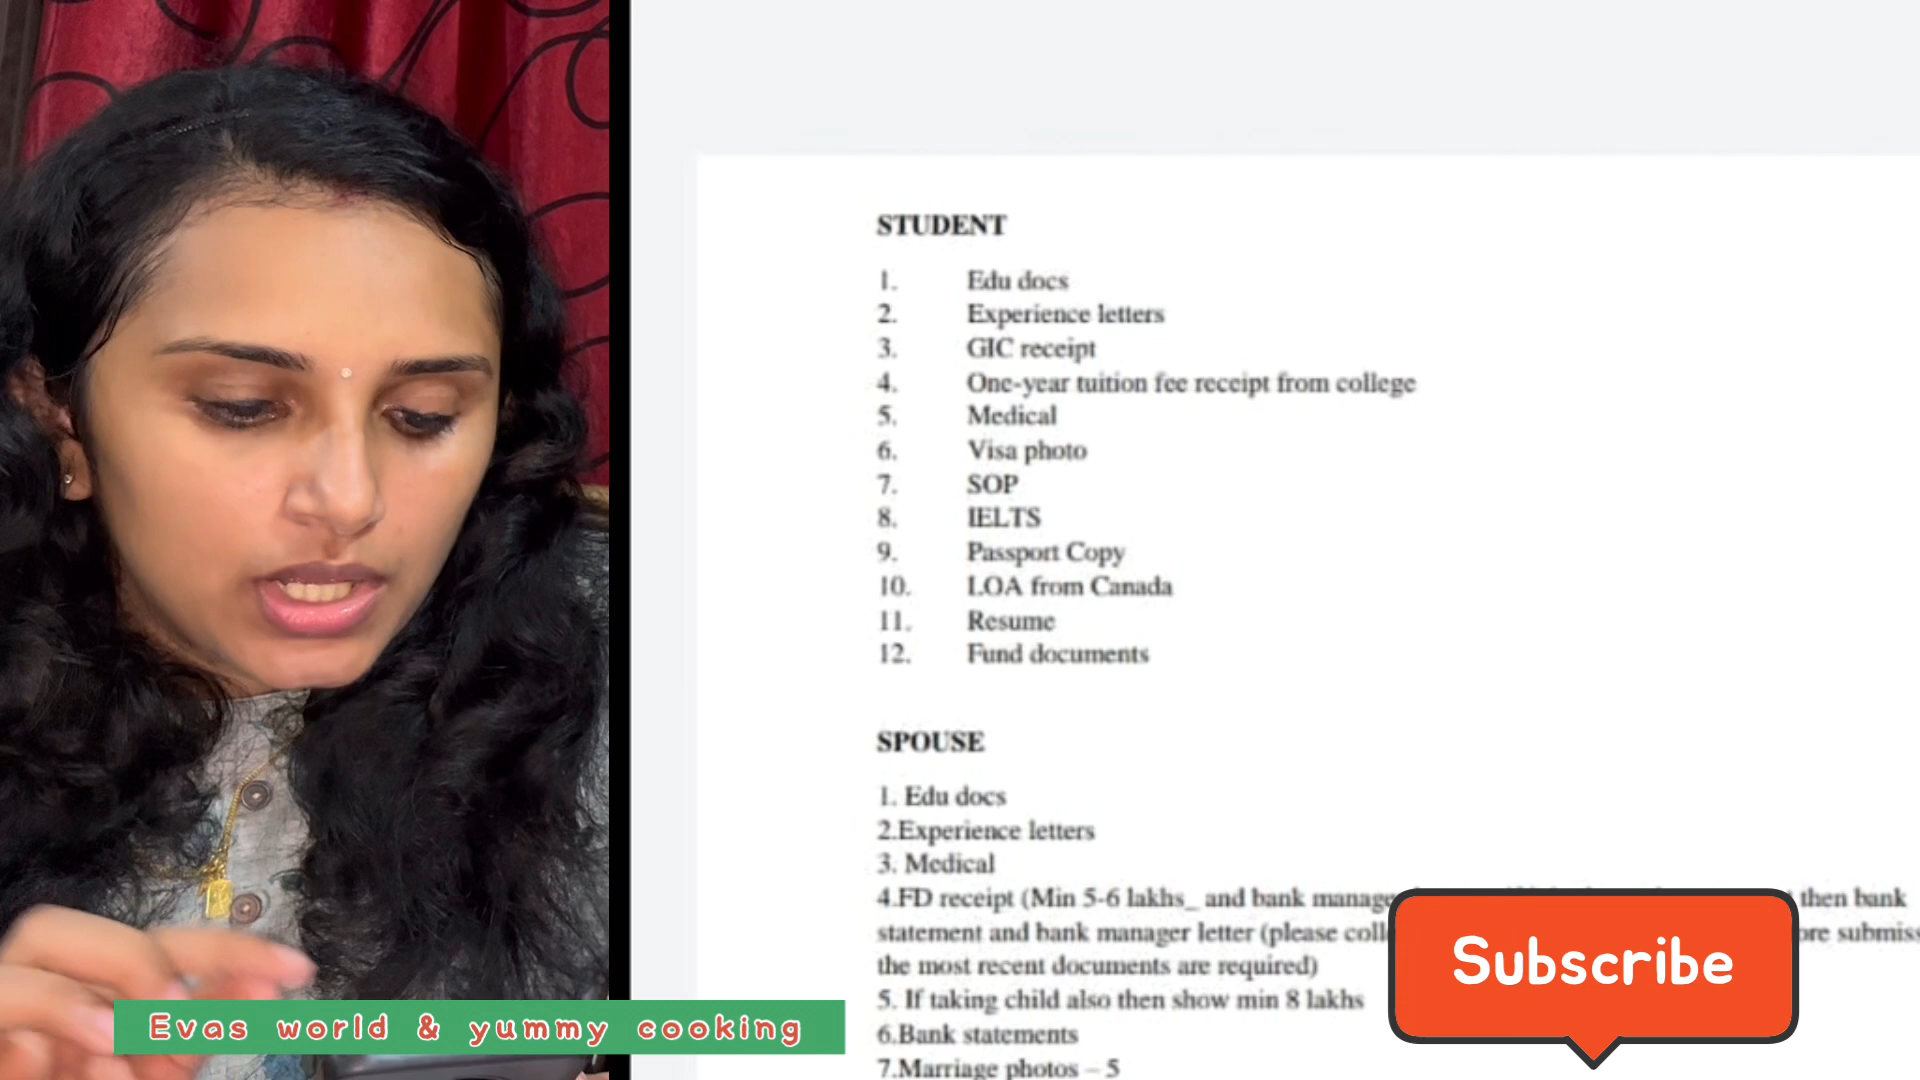 STUDENT
1. Edu docs
2. Experience letters
3. GIC receipt
4. One-year tuition fee receipt from college
5. Medical
6. Visa photo
7. SOP
8. IELTS
9. Passport Copy
10. LOA from Canada
11. Resume
12. Fund documents
SPOUSE
1. Edu docs
2.Experience letters
3. Medical
4.FD receipt (Min 5-6 lakhs_ and bank then bank
statement and bank manager letter (please
the most recent documents are required)
5. If taking child also then show min 8 lakhs
6.Bank statements
7.Marriage photos – 5
Subscribe
Evas world & yummy cooking